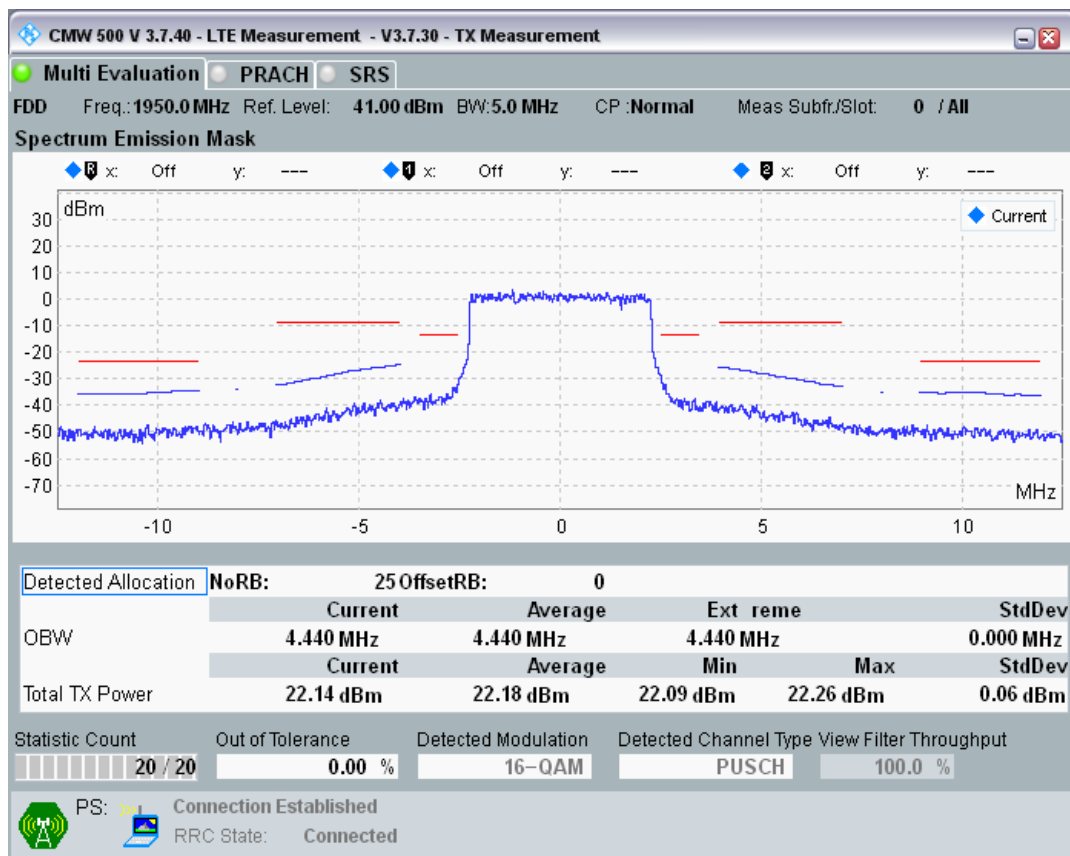 CMW 500 V 3.7.40 - LTE Measurement - V3.7.30 - TX Measurement
Multi Evaluation PRACH SRS
FDD Freq.: 1950.0 MHz Ref. Level: 41.00 dBm BW: 5.0 MHz CP : Normal Meas Subfr./Slot: 0 / All
Spectrum Emission Mask
R x: Off y: --- 1 x: Off y: --- 2 x: Off y: ---
dBm
Current
30
20
10
0
-10
-20
-30
-40
-50
-60
-70
MHz
-10 -5 0 5 10
Detected Allocation NoRB: 25 OffsetRB: 0
Current Average Ext reme StdDev
OBW 4.440 MHz 4.440 MHz 4.440 MHz 0.000 MHz
Current Average Min Max StdDev
Total TX Power 22.14 dBm 22.18 dBm 22.09 dBm 22.26 dBm 0.06 dBm
Statistic Count Out of Tolerance Detected Modulation Detected Channel Type View Filter Throughput
20 / 20 0.00 % 16-QAM PUSCH 100.0 %
PS: Connection Established
RRC State: Connected